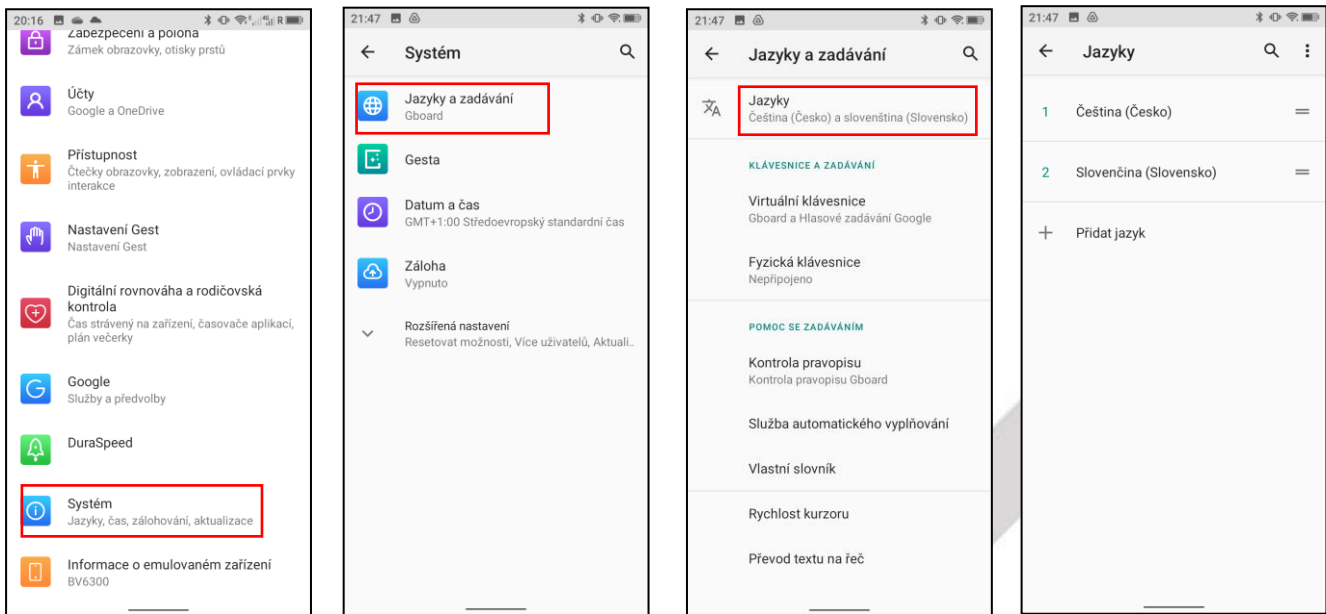 20:16
Zabezpečení a poloha
Zámek obrazovky, otisky prstů
Účty
Google a OneDrive
Přístupnost
Čtečky obrazovky, zobrazení, ovládací prvky
interakce
Nastavení Gest
Nastavení Gest
Digitální rovnováha a rodičovská
kontrola
Čas strávený na zařízení, časovače aplikací,
plán večerky
Google
Služby a předvolby
DuraSpeed
Systém
Jazyky, čas, zálohování, aktualizace
Informace o emulovaném zařízení
BV6300
21:47
Systém
Jazyky a zadávání
Gboard
Gesta
Datum a čas
GMT+1:00 Středoevropský standardní čas
Záloha
Vypnuto
Rozšířená nastavení
Resetovat možnosti, Více uživatelů, Aktuali..
21:47
Jazyky a zadávání
Jazyky
Čeština (Česko) a slovenština (Slovensko)
KLÁVESNICE A ZADÁVÁNÍ
Virtuální klávesnice
Gboard a Hlasové zadávání Google
Fyzická klávesnice
Nepřipojeno
POMOC SE ZADÁVÁNÍM
Kontrola pravopisu
Kontrola pravopisu Gboard
Služba automatického vyplňování
Vlastní slovník
Rychlost kurzoru
Převod textu na řeč
21:47
Jazyky
1 Čeština (Česko)
2 Slovenčina (Slovensko)
Přidat jazyk